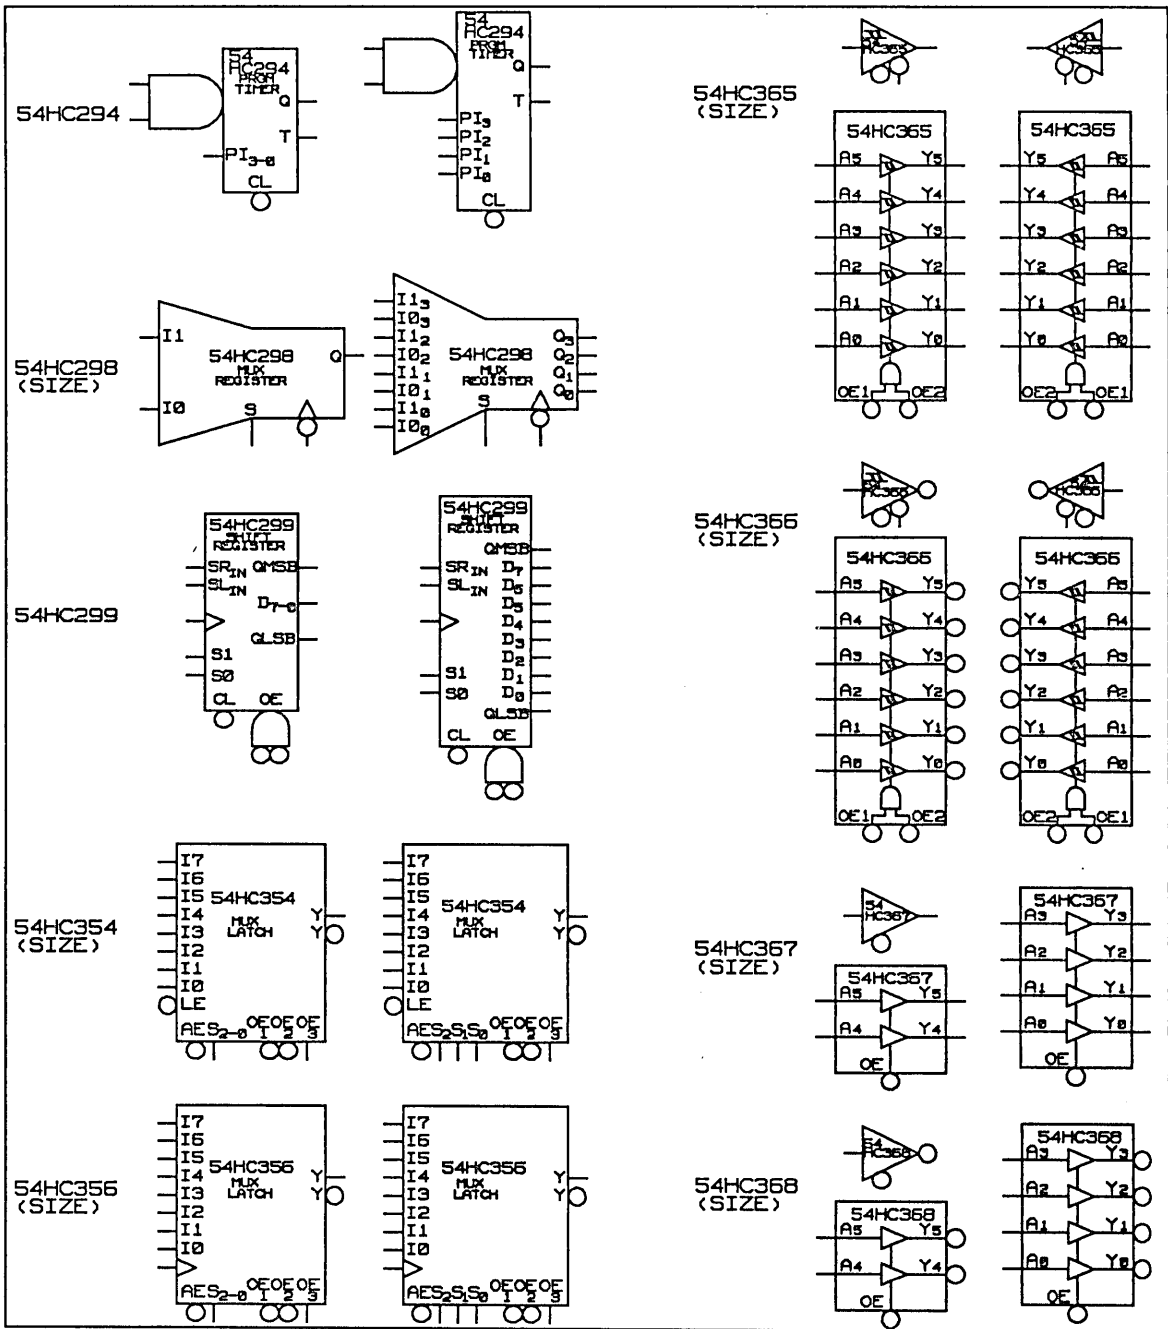 54HC294
54
HC294
PRGM
TIMER
Q
T
PI3-0
CL
54
HC294
PRGM
TIMER
Q
T
PI3
PI2
PI1
PI0
CL
54HC298
(SIZE)
I1
54HC298
MUX
REGISTER
Q
I0
S
I13
I03
I12
I02
I11
I01
I10
I00
54HC298
MUX
REGISTER
Q3
Q2
Q1
Q0
S
54HC299
54HC299
SHIFT
REGISTER
SRIN QMSB
SLIN
D7-0
QLSB
S1
S0
CL OE
54HC299
SHIFT
REGISTER
QMSB
SRIN D7
SLIN D6
D5
D4
D3
D2
S1 D1
S0 D0
QLSB
CL OE
54HC354
(SIZE)
I7
I6
I5
54HC354
I4 MUX Y
I3 LATCH Y
I2
I1
I0
LE
AES2-0 OE1 OE2 OE3
I7
I6
I5
54HC354
I4 MUX Y
I3 LATCH Y
I2
I1
I0
LE
AES2S1S0 OE1 OE2 OE3
54HC356
(SIZE)
I7
I6
I5
54HC356
I4 MUX Y
I3 LATCH Y
I2
I1
I0
AES2-0 OE1 OE2 OE3
I7
I6
I5
54HC356
I4 MUX Y
I3 LATCH Y
I2
I1
I0
AES2S1S0 OE1 OE2 OE3
54HC365
(SIZE)
54
HC365
54
HC365
54HC365
A5 Y5
A4 Y4
A3 Y3
A2 Y2
A1 Y1
A0 Y0
OE1 OE2
54HC365
Y5 A5
Y4 A4
Y3 A3
Y2 A2
Y1 A1
Y0 A0
OE2 OE1
54HC366
(SIZE)
54
HC366
54
HC366
54HC366
A5 Y5
A4 Y4
A3 Y3
A2 Y2
A1 Y1
A0 Y0
OE1 OE2
54HC366
Y5 A5
Y4 A4
Y3 A3
Y2 A2
Y1 A1
Y0 A0
OE2 OE1
54HC367
(SIZE)
54
HC367
54HC367
A5 Y5
A4 Y4
OE
54HC367
A3 Y3
A2 Y2
A1 Y1
A0 Y0
OE
54HC368
(SIZE)
54
HC368
54HC368
A5 Y5
A4 Y4
OE
54HC368
A3 Y3
A2 Y2
A1 Y1
A0 Y0
OE